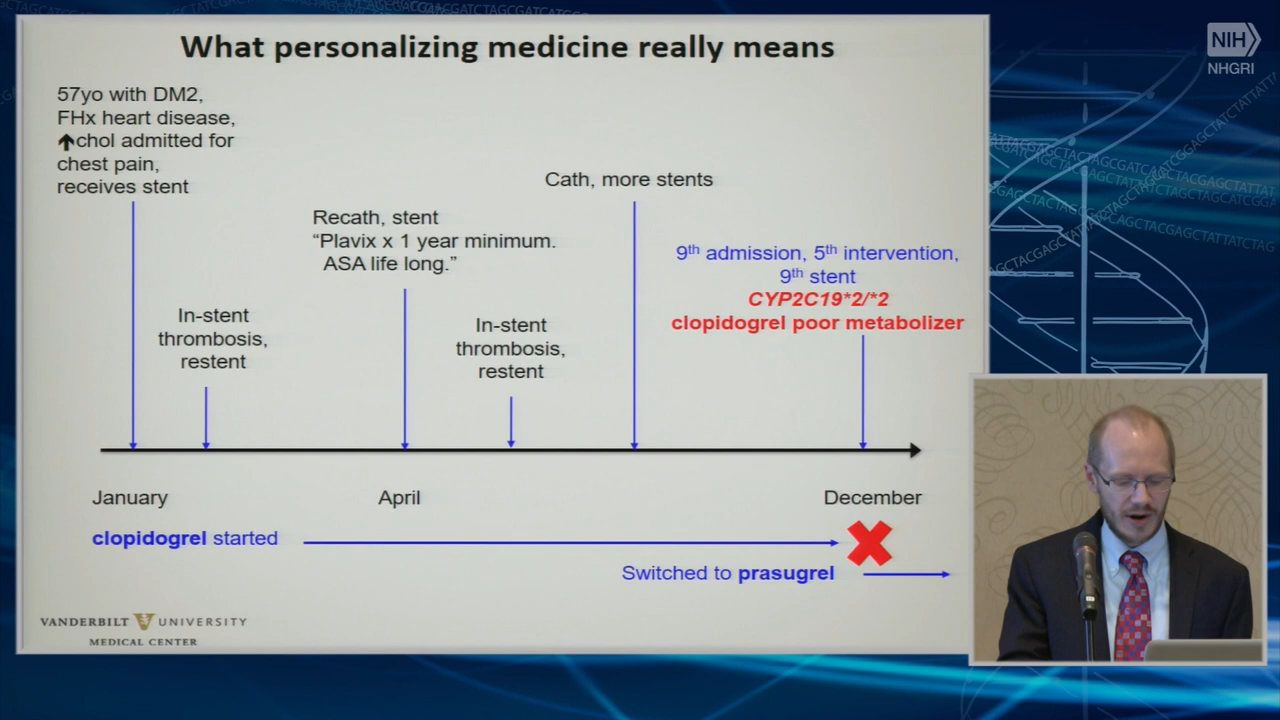 What personalizing medicine really means
57yo with DM2,
FHx heart disease,
↑chol admitted for
chest pain,
receives stent
In-stent
thrombosis,
restent
Recath, stent
“Plavix x 1 year minimum.
ASA life long.”
In-stent
thrombosis,
restent
Cath, more stents
9th admission, 5th intervention,
9th stent
CYP2C19*2/*2
clopidogrel poor metabolizer
January
April
December
clopidogrel started
Switched to prasugrel
VANDERBILT UNIVERSITY
MEDICAL CENTER
NIH
NHGRI